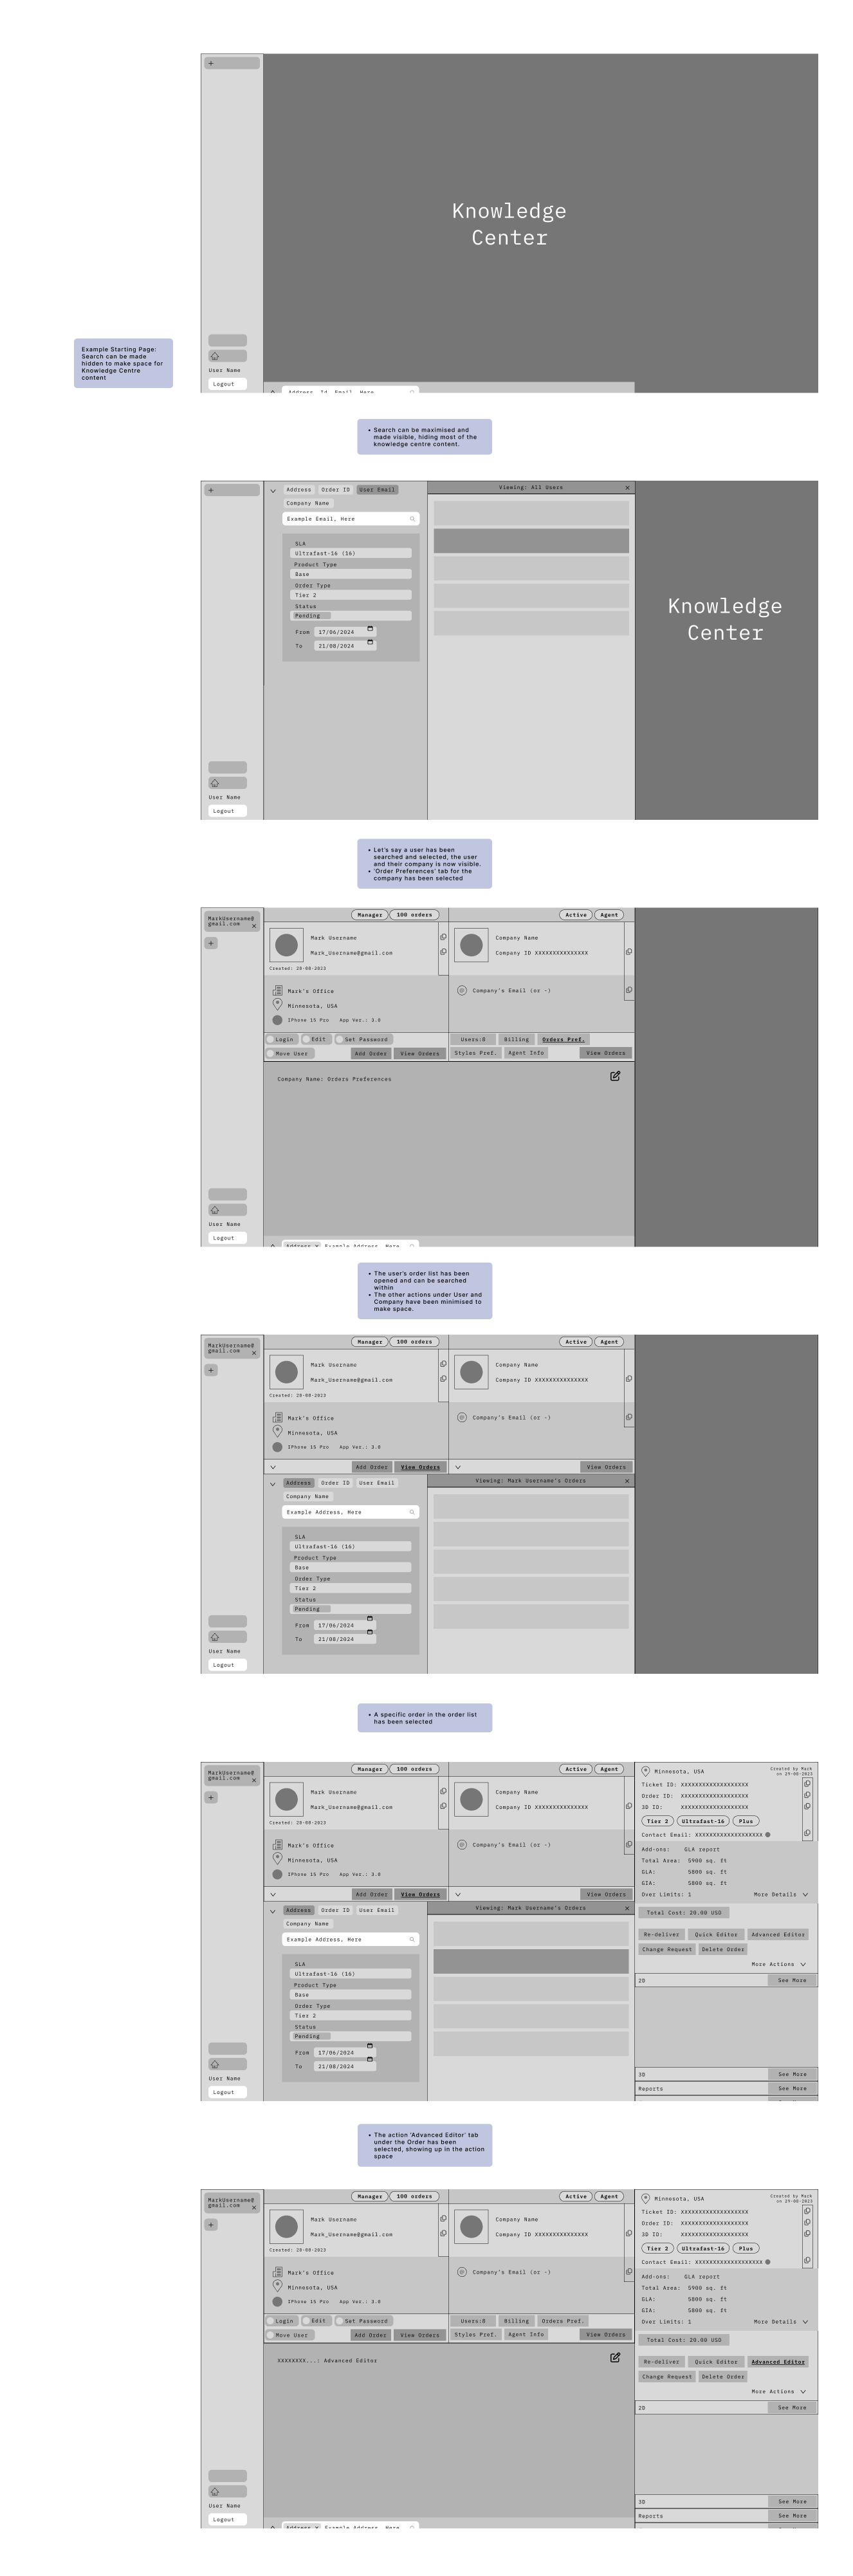 +
Knowledge
Center
Example Starting Page:
Search can be made
hidden to make space for
Knowledge Centre
content
User Name
Logout
Address, Id, Email, Here
• Search can be maximised and
made visible, hiding most of the
knowledge centre content.
+
Address Order ID User Email
Company Name
Example Email, Here
SLA
Ultrafast-16 (16)
Product Type
Base
Order Type
Tier 2
Status
Pending
From 17/06/2024
To 21/08/2024
Viewing: All Users ×
Knowledge
Center
User Name
Logout
• Let's say a user has been
searched and selected, the user
and their company is now visible.
• 'Order Preferences' tab for the
company has been selected
MarkUsername@
gmail.com ×
+
Manager 100 orders
Mark Username
Mark_Username@gmail.com
Created: 20-08-2023
Mark's Office
Minnesota, USA
IPhone 15 Pro App Ver.: 3.0
Login Edit Set Password
Move User Add Order View Orders
Active Agent
Company Name
Company ID XXXXXXXXXXXXXXX
@ Company's Email (or -)
Users:8 Billing Orders Pref.
Styles Pref. Agent Info View Orders
Company Name: Orders Preferences
User Name
Logout
Address × Example Address, Here
• The user's order list has been
opened and can be searched
within
• The other actions under User and
Company have been minimised to
make space.
MarkUsername@
gmail.com ×
+
Manager 100 orders
Mark Username
Mark_Username@gmail.com
Created: 20-08-2023
Mark's Office
Minnesota, USA
IPhone 15 Pro App Ver.: 3.0
Add Order View Orders
Active Agent
Company Name
Company ID XXXXXXXXXXXXXXX
@ Company's Email (or -)
View Orders
Address Order ID User Email
Company Name
Example Address, Here
SLA
Ultrafast-16 (16)
Product Type
Base
Order Type
Tier 2
Status
Pending
From 17/06/2024
To 21/08/2024
Viewing: Mark Username's Orders ×
User Name
Logout
• A specific order in the order list
has been selected
MarkUsername@
gmail.com ×
+
Manager 100 orders
Mark Username
Mark_Username@gmail.com
Created: 20-08-2023
Mark's Office
Minnesota, USA
IPhone 15 Pro App Ver.: 3.0
Add Order View Orders
Active Agent
Company Name
Company ID XXXXXXXXXXXXXXX
@ Company's Email (or -)
View Orders
Address Order ID User Email
Company Name
Example Address, Here
SLA
Ultrafast-16 (16)
Product Type
Base
Order Type
Tier 2
Status
Pending
From 17/06/2024
To 21/08/2024
Viewing: Mark Username's Orders ×
Minnesota, USA
Created by Mark
on 29-08-2023
Ticket ID: XXXXXXXXXXXXXXXXXXX
Order ID: XXXXXXXXXXXXXXXXXXX
3D ID: XXXXXXXXXXXXXXXXXXX
Tier 2 Ultrafast-16 Plus
Contact Email: XXXXXXXXXXXXXXXXXXX
Add-ons: GLA report
Total Area: 5900 sq. ft
GLA: 5800 sq. ft
GIA: 5800 sq. ft
Over Limits: 1 More Details
Total Cost: 20.00 USD
Re-deliver Quick Editor Advanced Editor
Change Request Delete Order
More Actions
2D See More
3D See More
Reports See More
User Name
Logout
• The action 'Advanced Editor' tab
under the Order has been
selected, showing up in the action
space
MarkUsername@
gmail.com ×
+
Manager 100 orders
Mark Username
Mark_Username@gmail.com
Created: 20-08-2023
Mark's Office
Minnesota, USA
IPhone 15 Pro App Ver.: 3.0
Login Edit Set Password
Move User Add Order View Orders
Active Agent
Company Name
Company ID XXXXXXXXXXXXXXX
@ Company's Email (or -)
Users:8 Billing Orders Pref.
Styles Pref. Agent Info View Orders
XXXXXXXX...: Advanced Editor
Minnesota, USA
Created by Mark
on 29-08-2023
Ticket ID: XXXXXXXXXXXXXXXXXXX
Order ID: XXXXXXXXXXXXXXXXXXX
3D ID: XXXXXXXXXXXXXXXXXXX
Tier 2 Ultrafast-16 Plus
Contact Email: XXXXXXXXXXXXXXXXXXX
Add-ons: GLA report
Total Area: 5900 sq. ft
GLA: 5800 sq. ft
GIA: 5800 sq. ft
Over Limits: 1 More Details
Total Cost: 20.00 USD
Re-deliver Quick Editor Advanced Editor
Change Request Delete Order
More Actions
2D See More
3D See More
Reports See More
User Name
Logout
Address × Example Address, Here